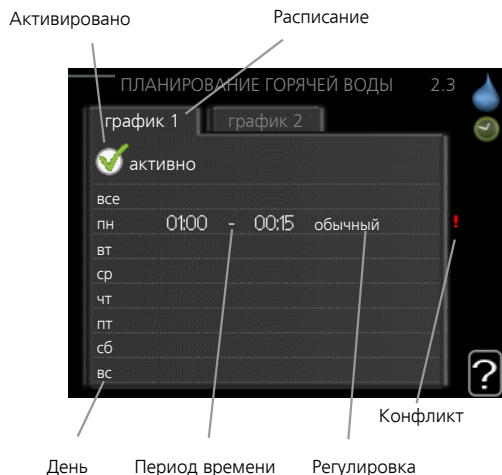 Активировано Расписание
ПЛАНИРОВАНИЕ ГОРЯЧЕЙ ВОДЫ 2.3
график 1 график 2
активно
все
пн 01:00 - 00:15 обычный !
вт
ср
чт
пт
сб
вс
?
Конфликт
День Период времени Регулировка